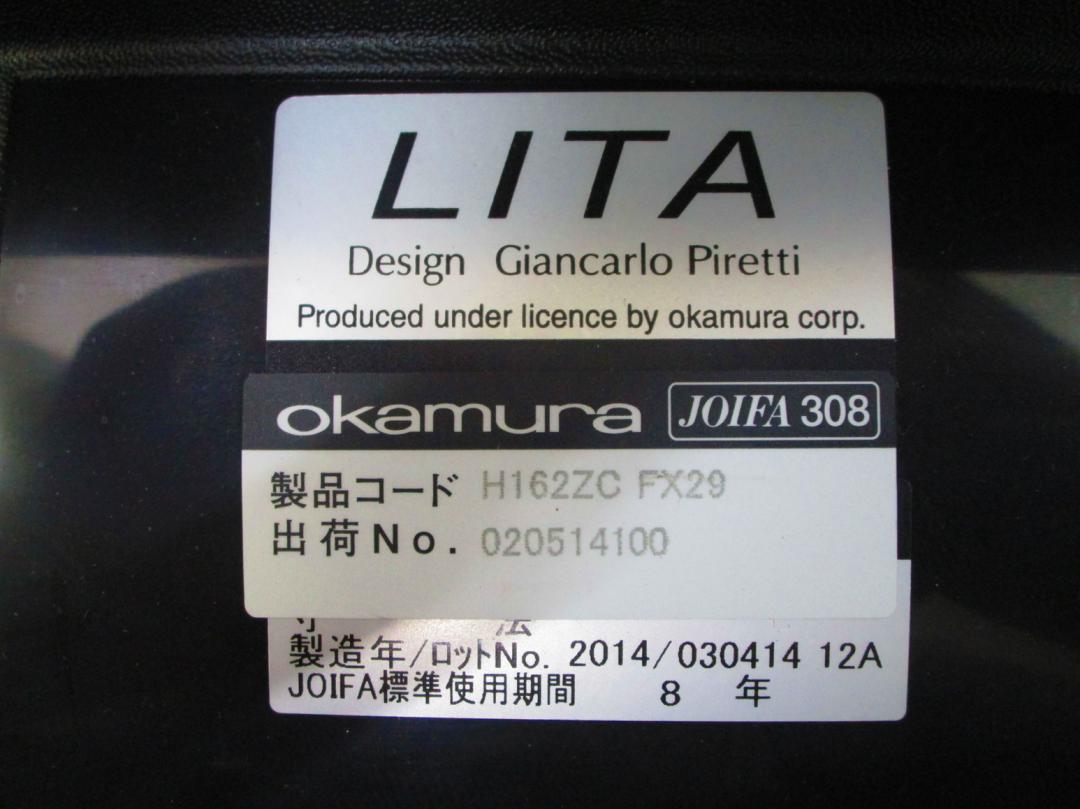 LITA
Design Giancarlo Piretti
Produced under licence by okamura corp.
okamura JOIFA 308
製品コード H162ZC FX29
出荷No. 020514100
寸 法
製造年/ロットNo. 2014/030414 12A
JOIFA標準使用期間 8 年